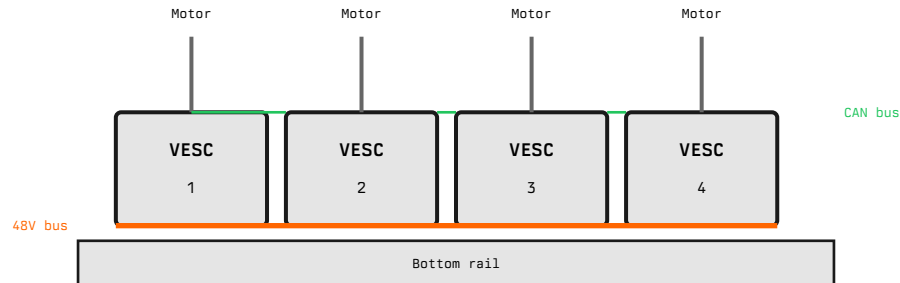 Motor Motor Motor Motor
CAN bus
VESC VESC VESC VESC
1 2 3 4
48V bus
Bottom rail